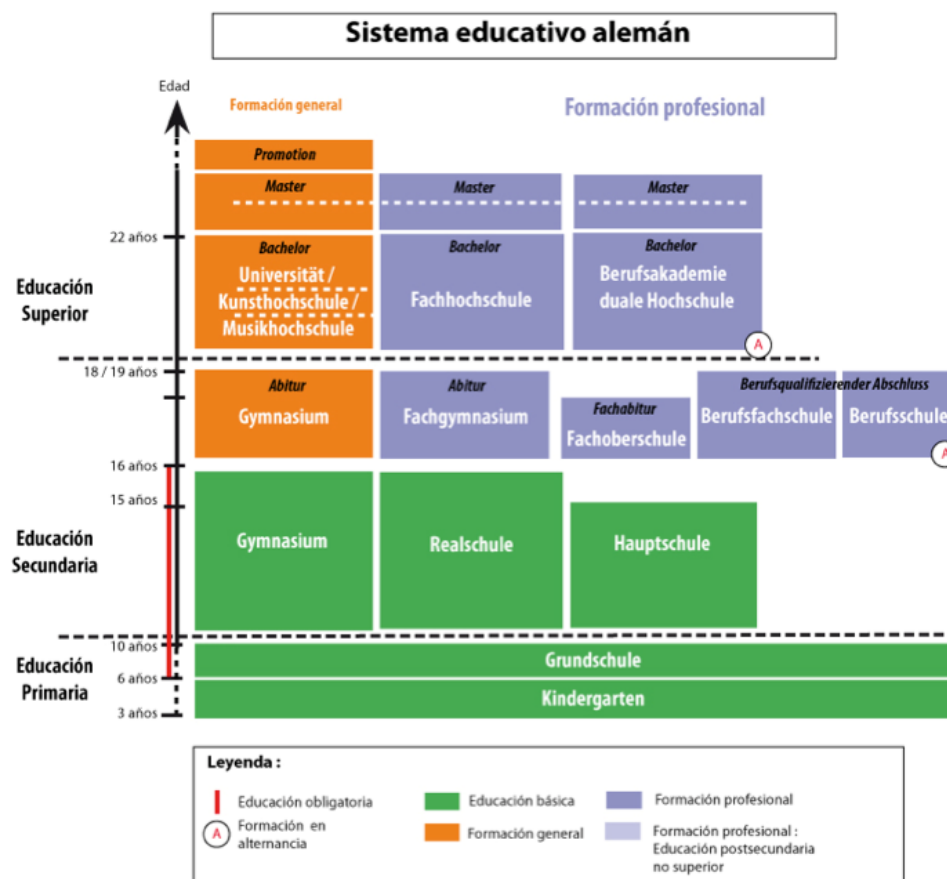 Sistema educativo alemán
Edad
Formación general
Formación profesional
Promotion
Master
Master
Master
22 años
Bachelor
Bachelor
Bachelor
Educación
Superior
Universität /
Kunsthochschule /
Musikhochschule
Fachhochschule
Berufsakademie
duale Hochschule
A
18 / 19 años
Abitur
Gymnasium
Abitur
Fachgymnasium
Fachabitur
Fachoberschule
Berufsqualifizierender Abschluss
Berufsfachschule
Berufsschule
A
16 años
15 años
Educación
Secundaria
Gymnasium
Realschule
Hauptschule
10 años
Educación
Primaria
Grundschule
6 años
Kindergarten
3 años
Leyenda :
Educación obligatoria
A
Formación en
alternancia
Educación básica
Formación general
Formación profesional
Formación profesional :
Educación postsecundaria
no superior